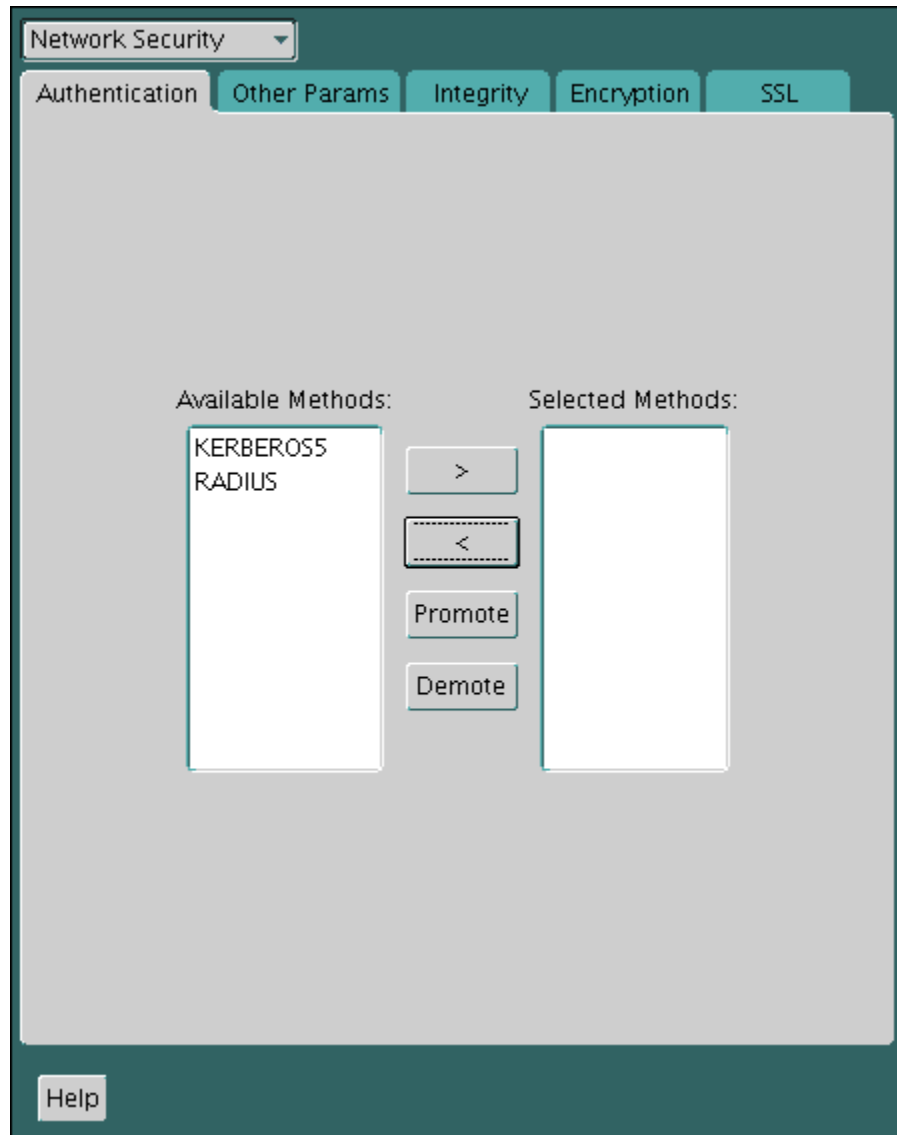 Network Security
Authentication Other Params Integrity Encryption SSL
Available Methods: Selected Methods:
KERBEROS5
RADIUS
>
<
Promote
Demote
Help